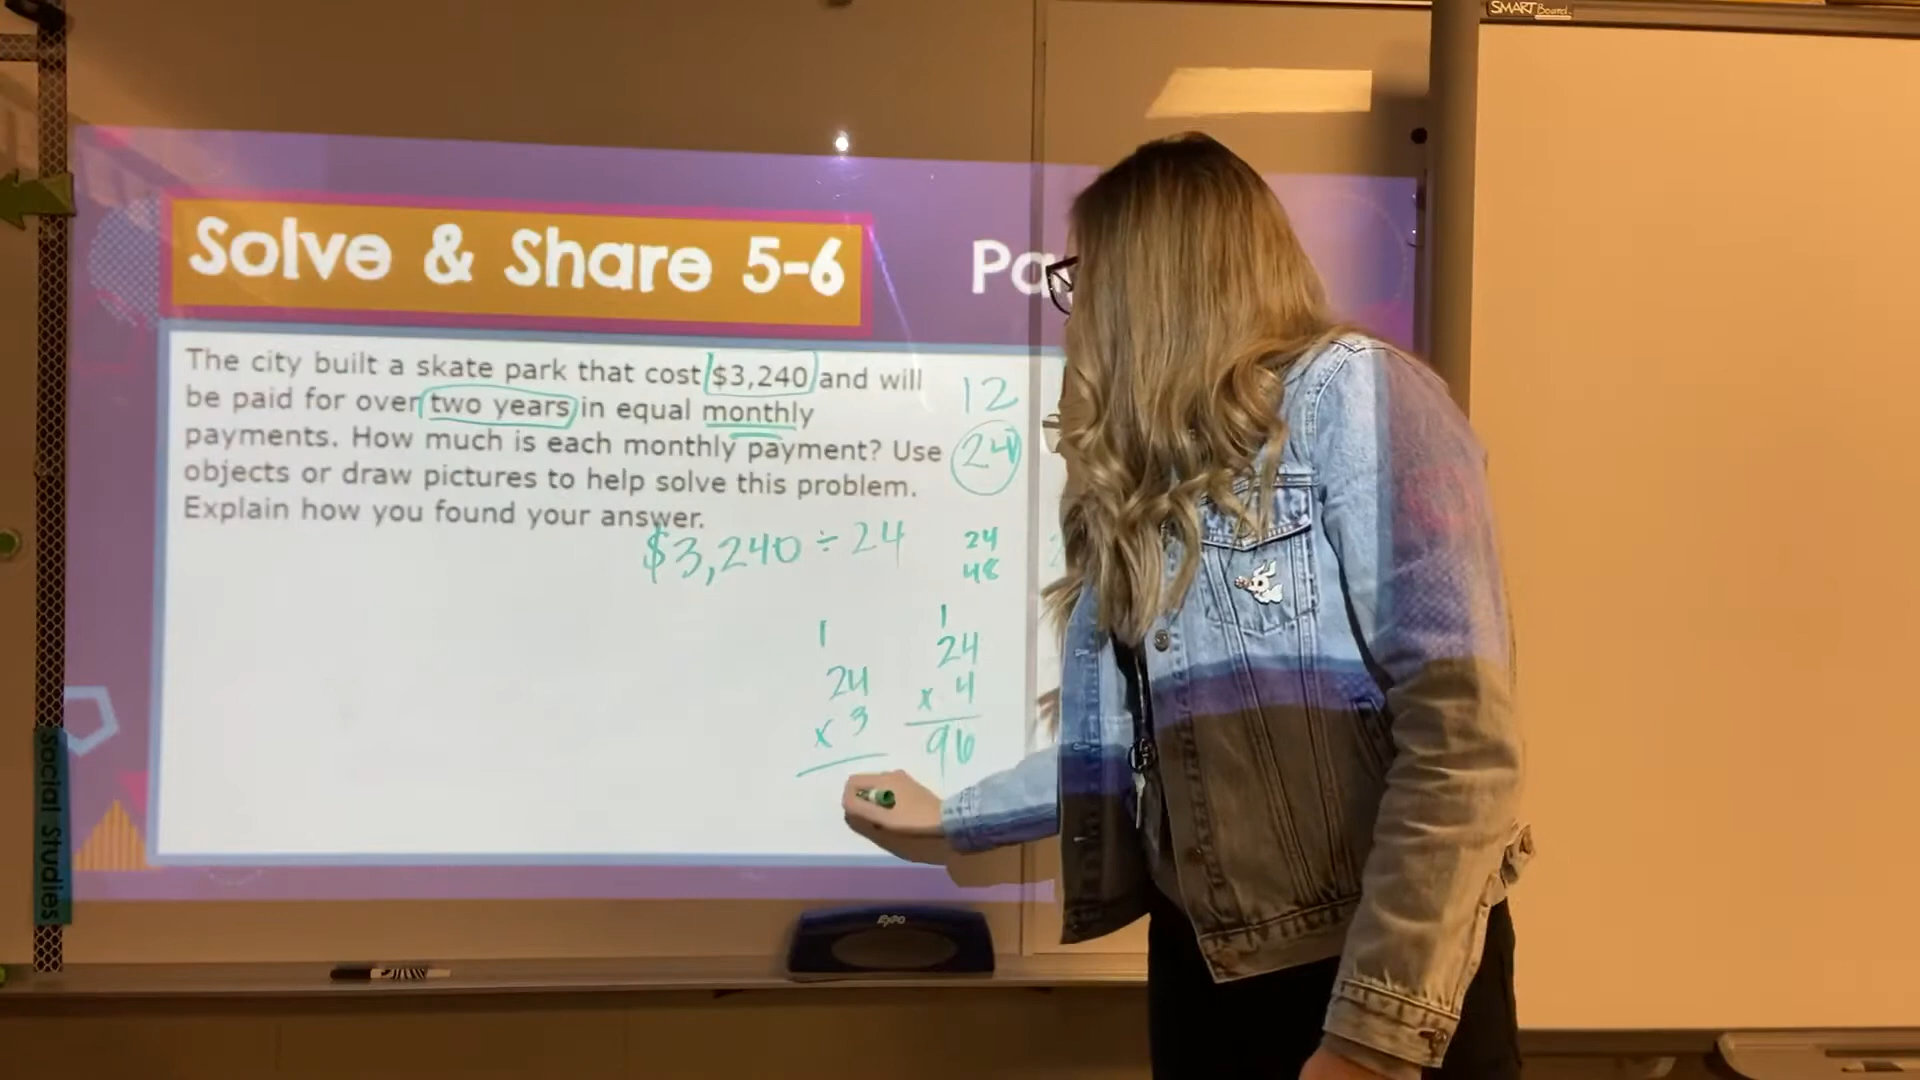 SMART Board
Solve & Share 5-6
The city built a skate park that cost $3,240 and will
be paid for over two years in equal monthly
payments. How much is each monthly payment? Use
objects or draw pictures to help solve this problem.
Explain how you found your answer.
12
24
$3,240 ÷ 24
24
48
1
24
x 3
1
24
x 4
96
social studies
EXPO